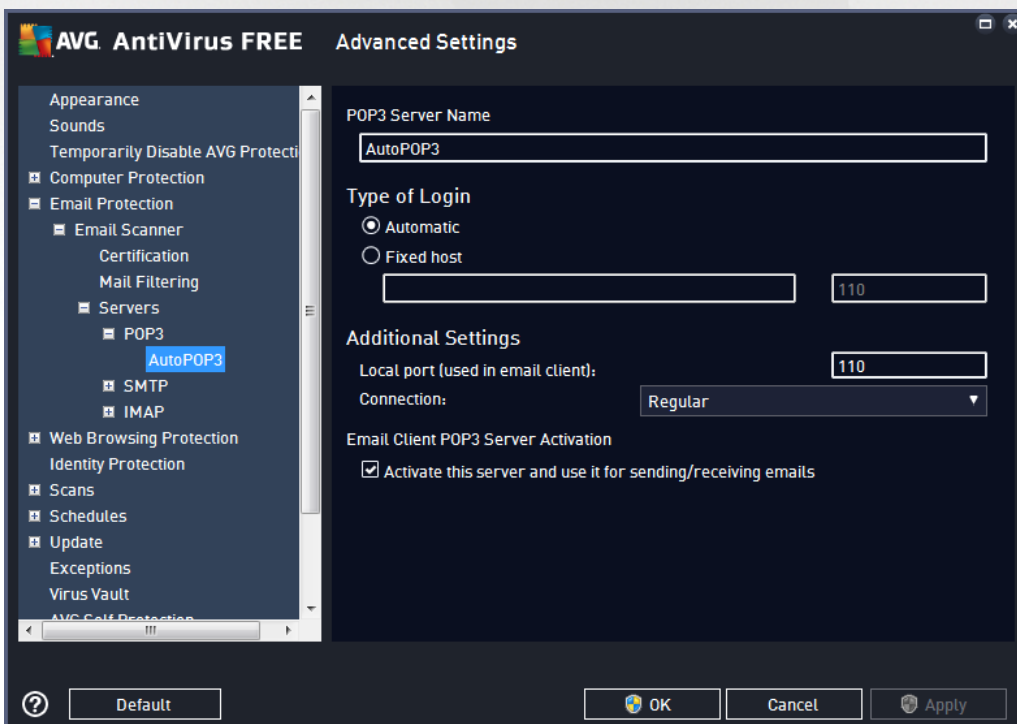 AVG. AntiVirus FREE Advanced Settings
Appearance
Sounds
Temporarily Disable AVG Protecti
Computer Protection
Email Protection
Email Scanner
Certification
Mail Filtering
Servers
POP3
AutoPOP3
SMTP
IMAP
Web Browsing Protection
Identity Protection
Scans
Schedules
Update
Exceptions
Virus Vault
AVG Self Protection
POP3 Server Name
AutoPOP3
Type of Login
Automatic
Fixed host
110
Additional Settings
Local port (used in email client): 110
Connection: Regular
Email Client POP3 Server Activation
Activate this server and use it for sending/receiving emails
? Default OK Cancel Apply